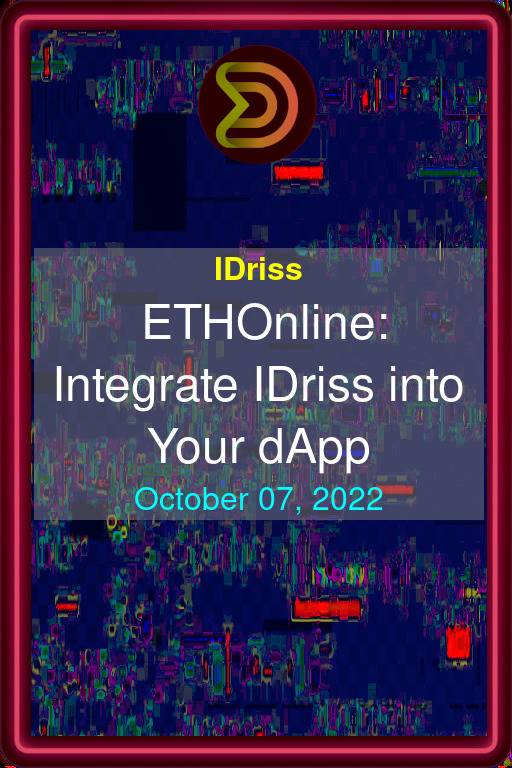 IDriss
ETHOnline:
Integrate IDriss into
Your dApp
October 07, 2022